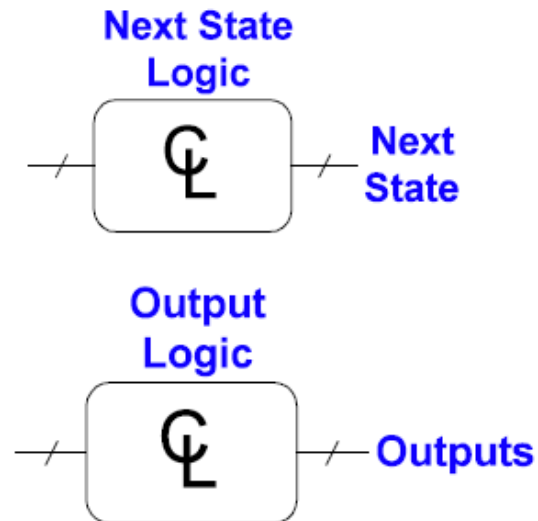 Next State
Logic
CL
Next
State
Output
Logic
CL
Outputs